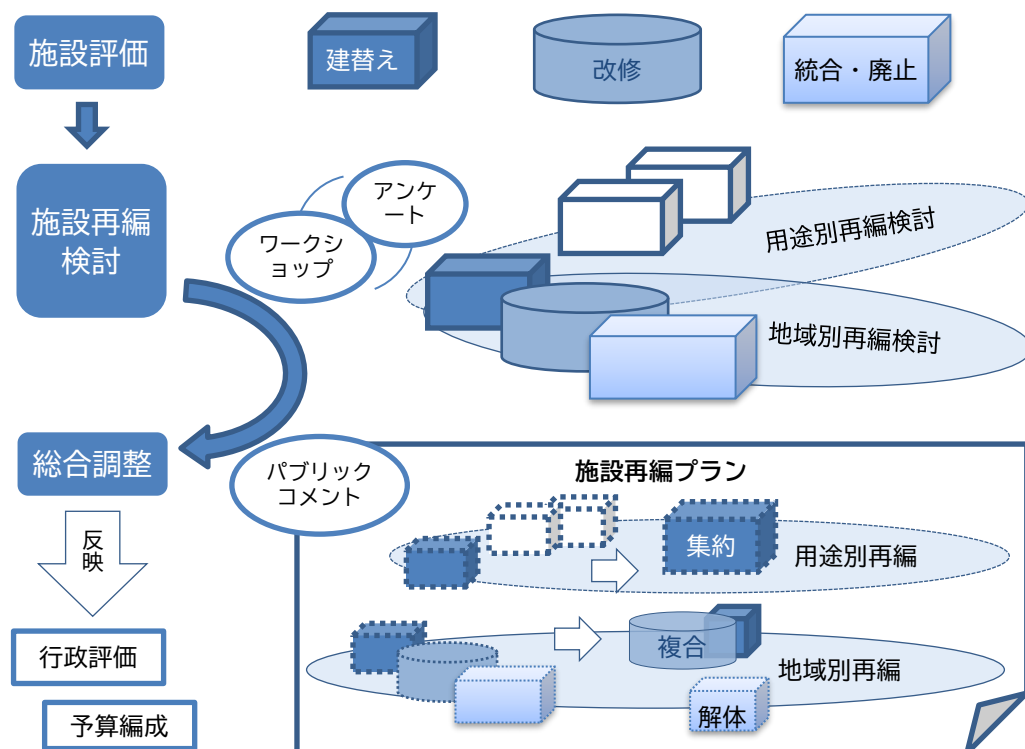 施設評価
建替え
改修
統合・廃止
施設再編
検討
アンケ
ート
ワークシ
ョップ
用途別再編検討
地域別再編検討
総合調整
パブリック
コメント
反映
行政評価
予算編成
施設再編プラン
集約
用途別再編
複合
地域別再編
解体